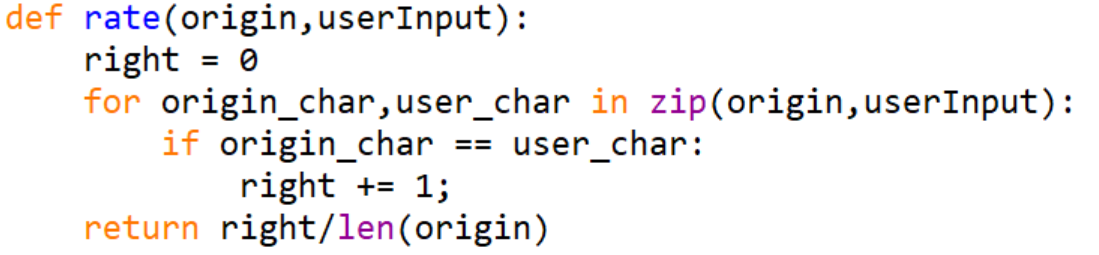 def rate(origin,userInput):
    right = 0
    for origin_char,user_char in zip(origin,userInput):
        if origin_char == user_char:
            right += 1;
    return right/len(origin)